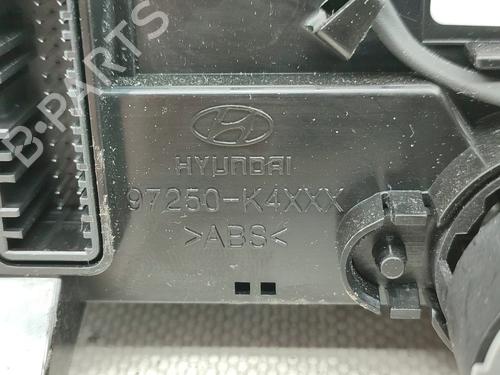 B-PARTS
HYUNDAI
97250-K4XXX
>ABS<